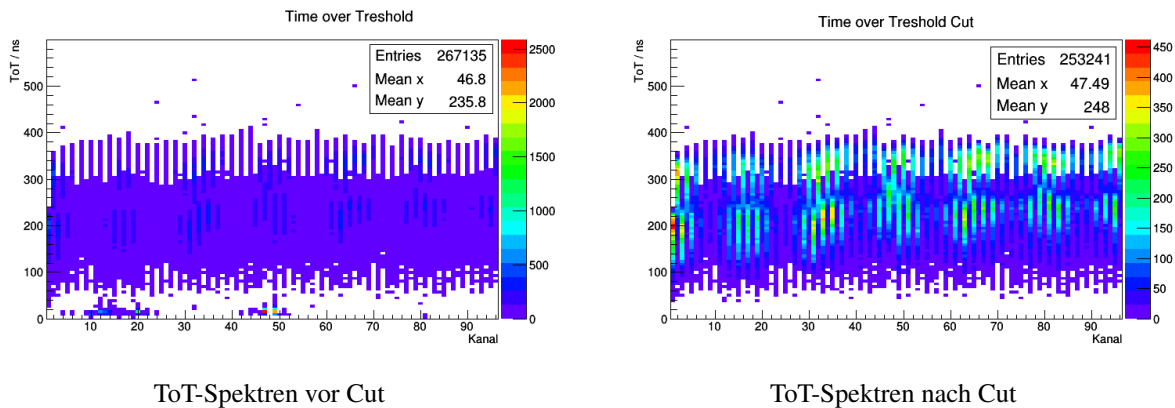 Time over Treshold
ToT / ns
Entries 267135
Mean x 46.8
Mean y 235.8
500
400
300
200
100
0
10 20 30 40 50 60 70 80 90
Kanal
2500
2000
1500
1000
500
0
ToT-Spektren vor Cut
Time over Treshold Cut
ToT / ns
Entries 253241
Mean x 47.49
Mean y 248
500
400
300
200
100
0
10 20 30 40 50 60 70 80 90
Kanal
450
400
350
300
250
200
150
100
50
0
ToT-Spektren nach Cut